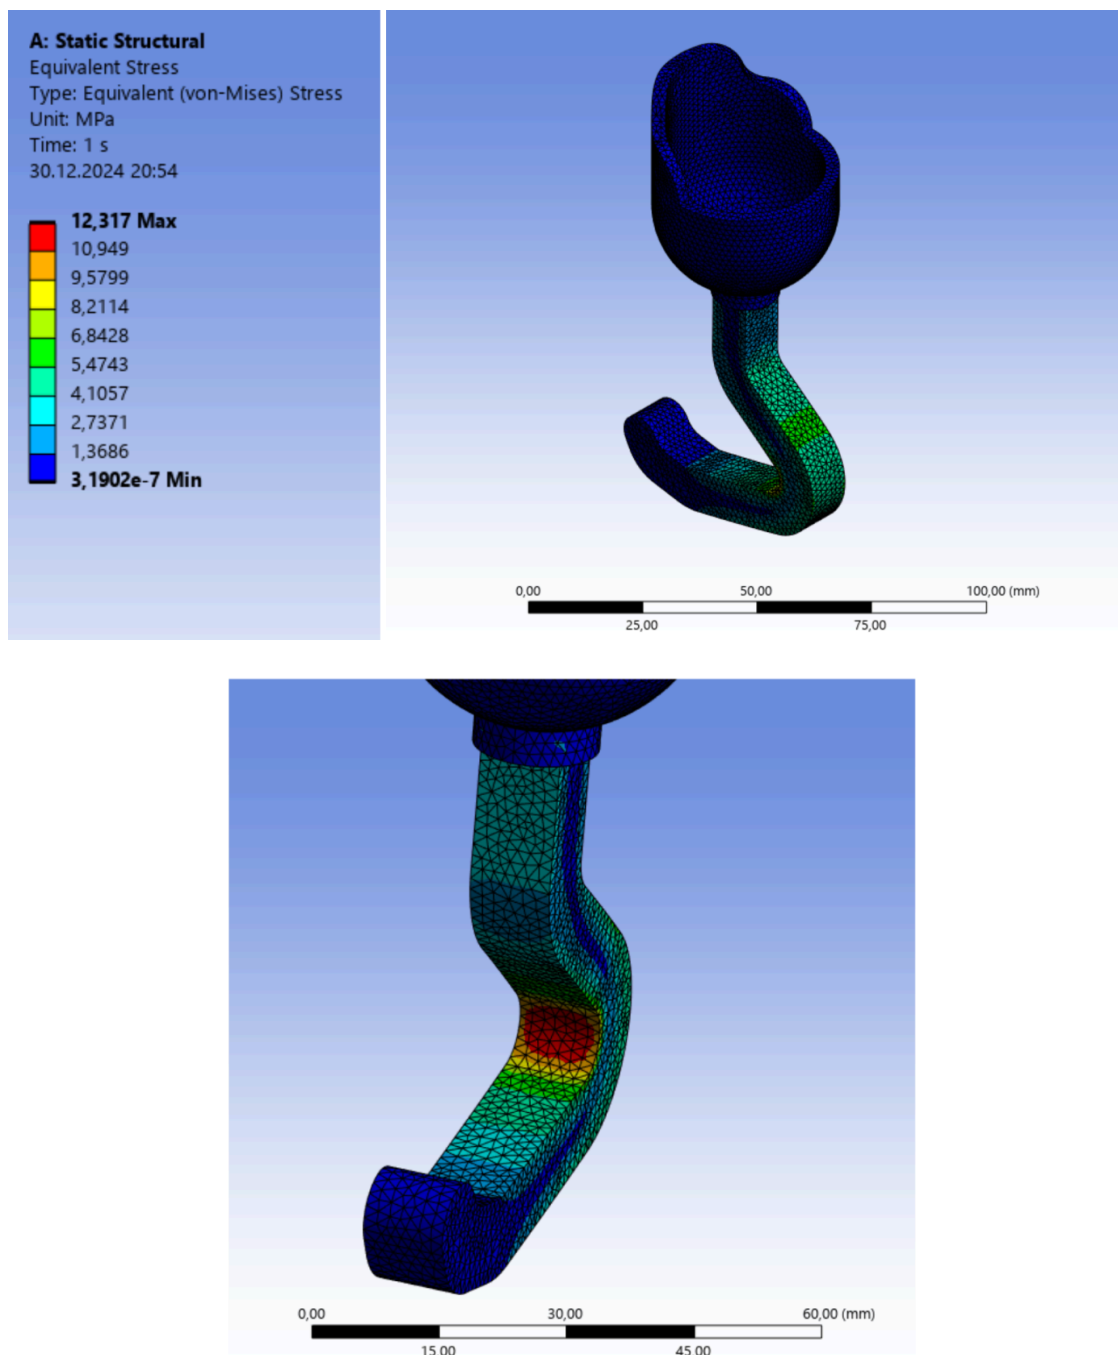 A: Static Structural
Equivalent Stress
Type: Equivalent (von-Mises) Stress
Unit: MPa
Time: 1 s
30.12.2024 20:54
12,317 Max
10,949
9,5799
8,2114
6,8428
5,4743
4,1057
2,7371
1,3686
3,1902e-7 Min
0,00 50,00 100,00 (mm)
25,00 75,00
0,00 30,00 60,00 (mm)
15,00 45,00